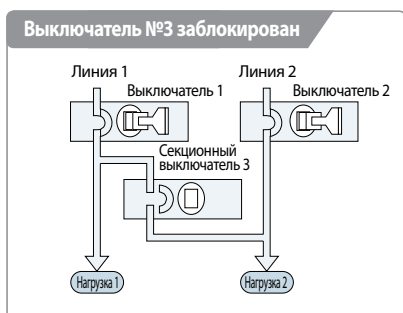 Выключатель №3 заблокирован
Линия 1
Линия 2
Выключатель 1
Выключатель 2
Секционный
выключатель 3
Нагрузка 1
Нагрузка 2